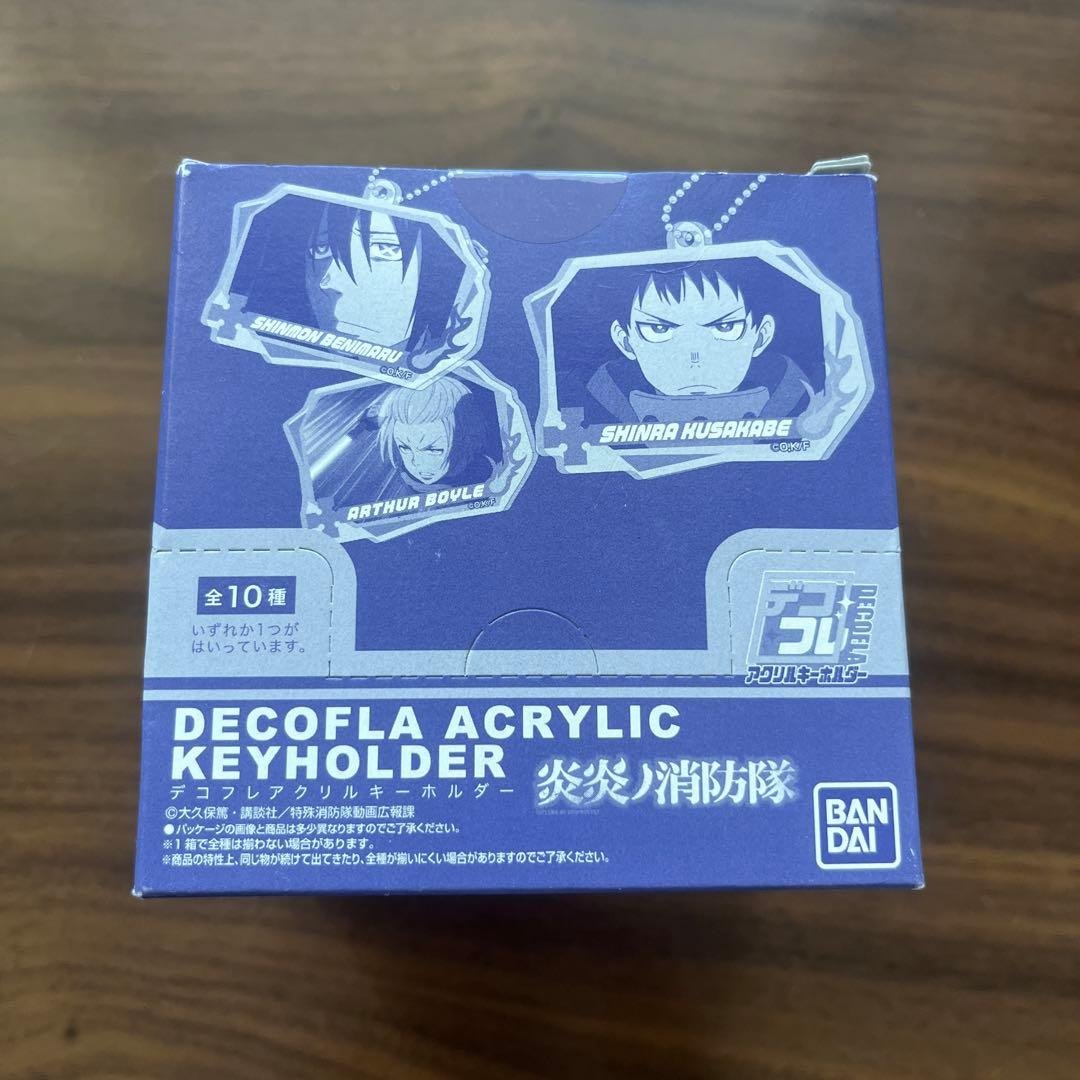 SHINMON BENIMARU
©O.K/F
SHINRA KUSAKABE
©O.K/F
ARTHUR BOYLE
©O.K/F
全10種
いずれか1つが
はいっています。
デコ
フレ
DECOFLA
アクリルキーホルダー
DECOFLA ACRYLIC
KEYHOLDER
デコフレアクリルキーホルダー
炎炎ノ消防隊
©大久保篤・講談社／特殊消防隊動画広報課
●パッケージの画像と商品は多少異なりますのでご了承ください。
※1箱で全種は揃わない場合があります。
※商品の特性上、同じ物が続けて出てきたり、全種が揃いにくい場合がありますのでご了承ください。
BAN
DAI